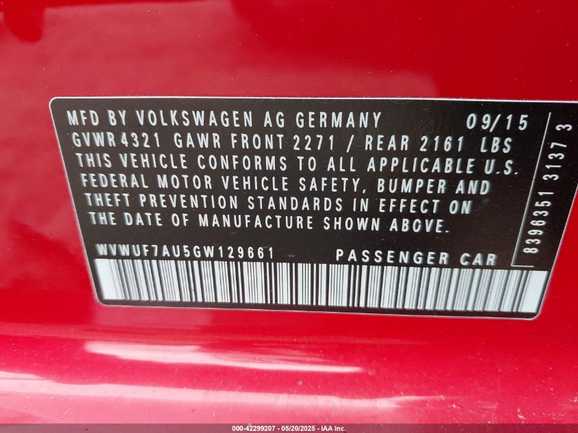 MFD BY VOLKSWAGEN AG GERMANY 09/15
GVWR 4321 GAWR FRONT 2271 / REAR 2161 LBS
THIS VEHICLE CONFORMS TO ALL APPLICABLE U.S.
FEDERAL MOTOR VEHICLE SAFETY, BUMPER AND
THEFT PREVENTION STANDARDS IN EFFECT ON
THE DATE OF MANUFACTURE SHOWN ABOVE.
WVWUF7AU5GW129661 PASSENGER CAR
8396351 3137 3
000-42299207 - 05/20/2025 - IAA Inc.